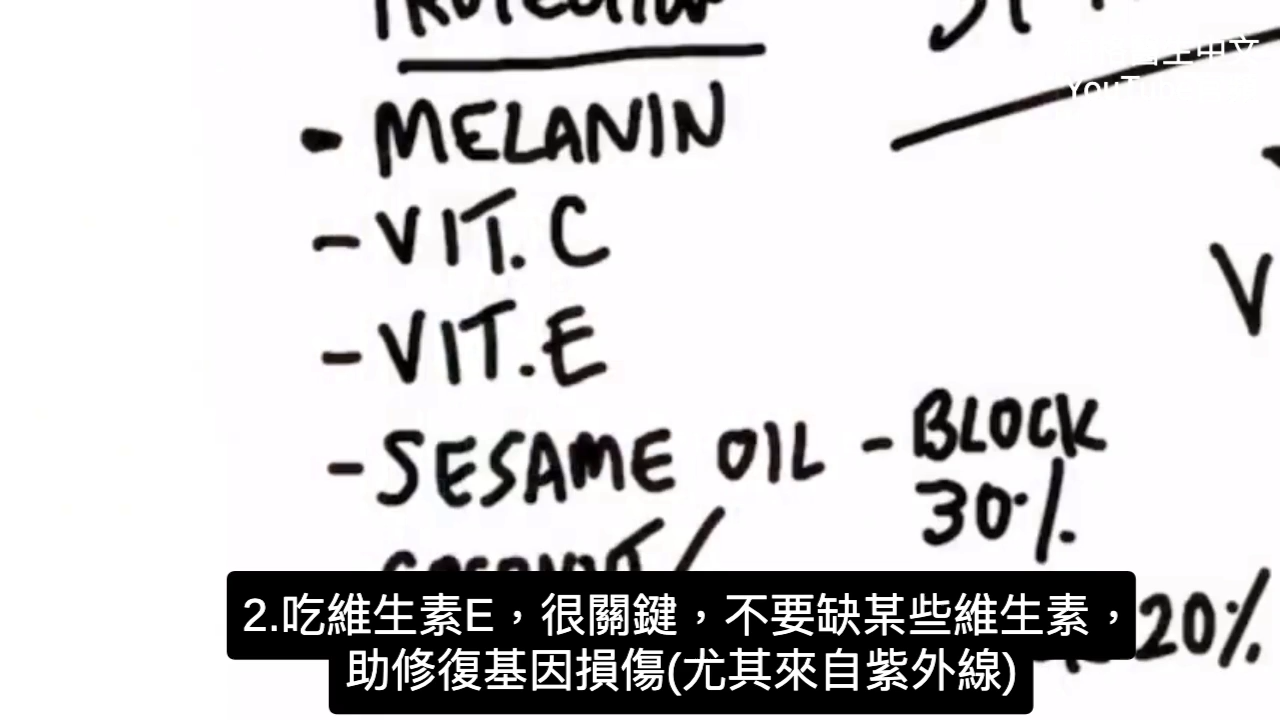 PROTECTION
- MELANIN
- VIT. C
- VIT. E
- SESAME OIL - BLOCK
30%
COCONUT/
20%
2.吃維生素E，很關鍵，不要缺某些維生素，
助修復基因損傷(尤其來自紫外線)